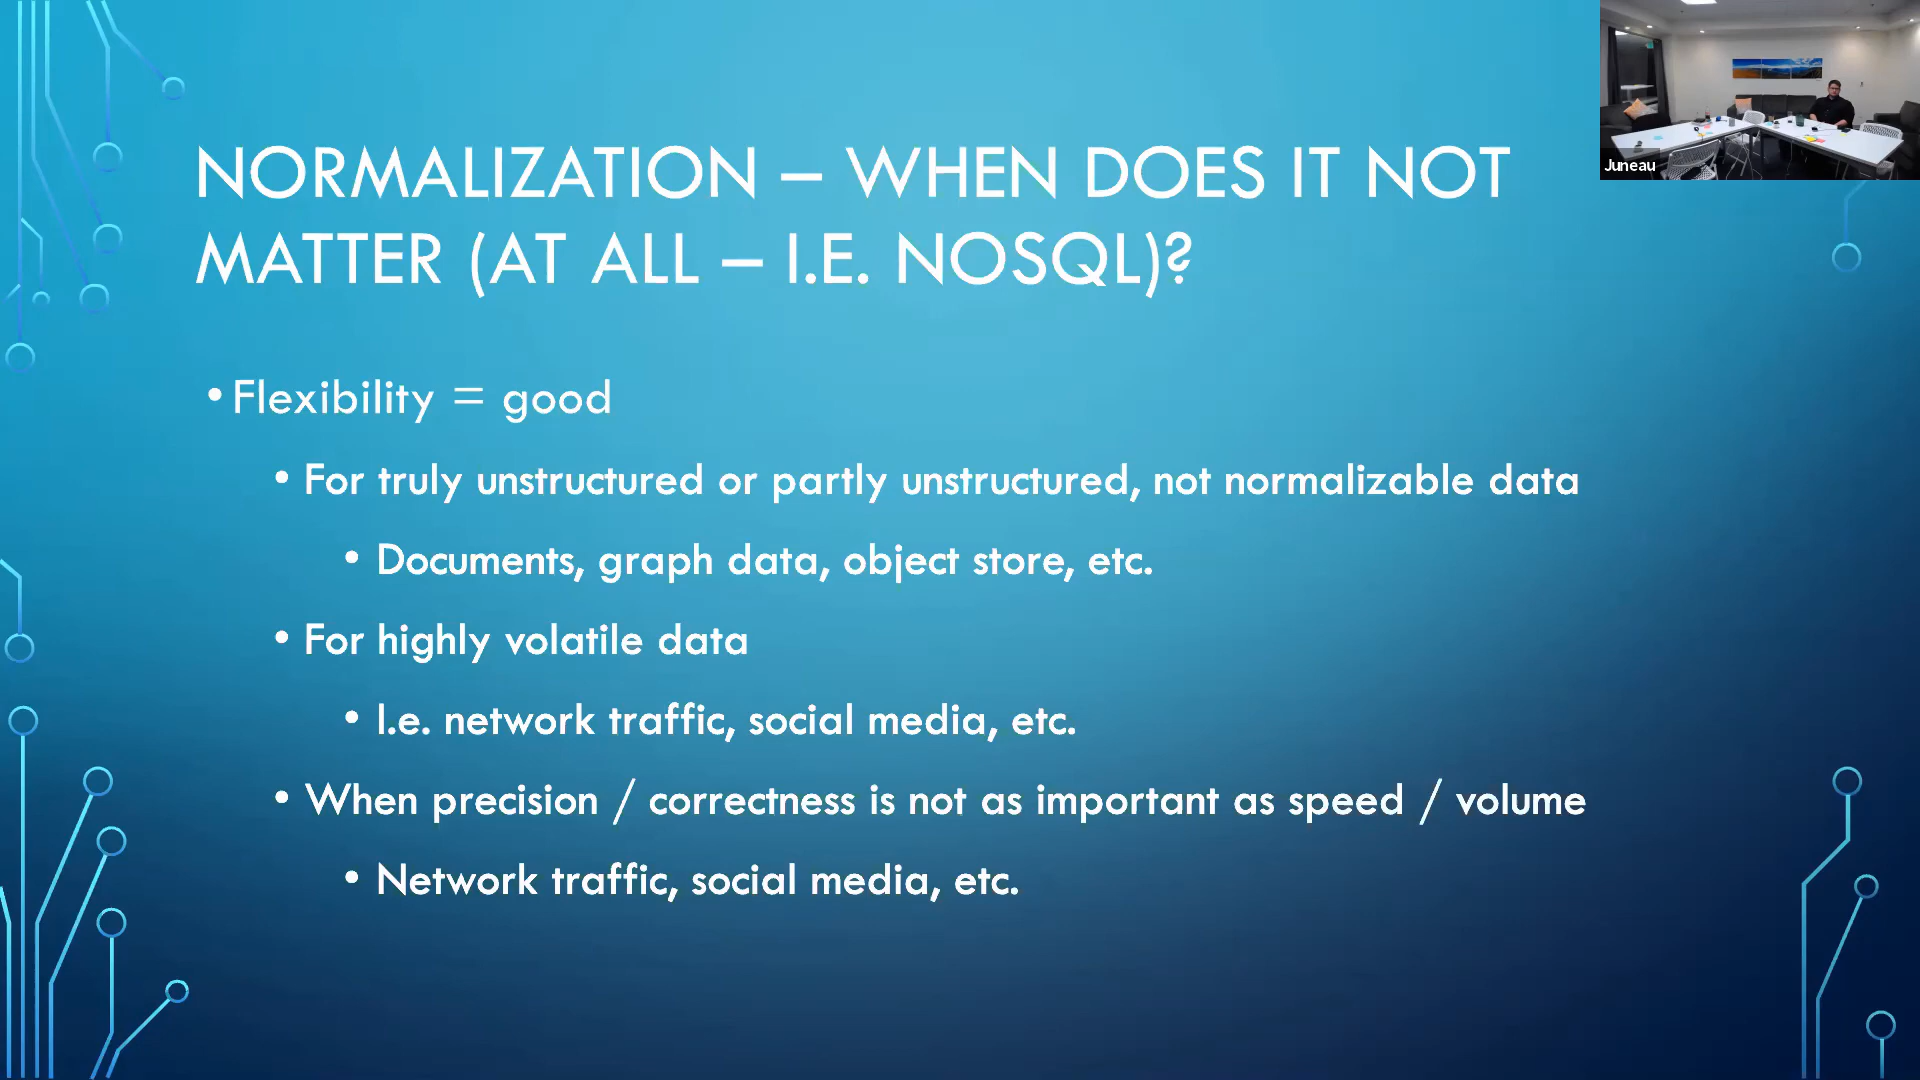 NORMALIZATION – WHEN DOES IT NOT
MATTER (AT ALL – I.E. NOSQL)?
• Flexibility = good
• For truly unstructured or partly unstructured, not normalizable data
• Documents, graph data, object store, etc.
• For highly volatile data
• I.e. network traffic, social media, etc.
• When precision / correctness is not as important as speed / volume
• Network traffic, social media, etc.
Juneau